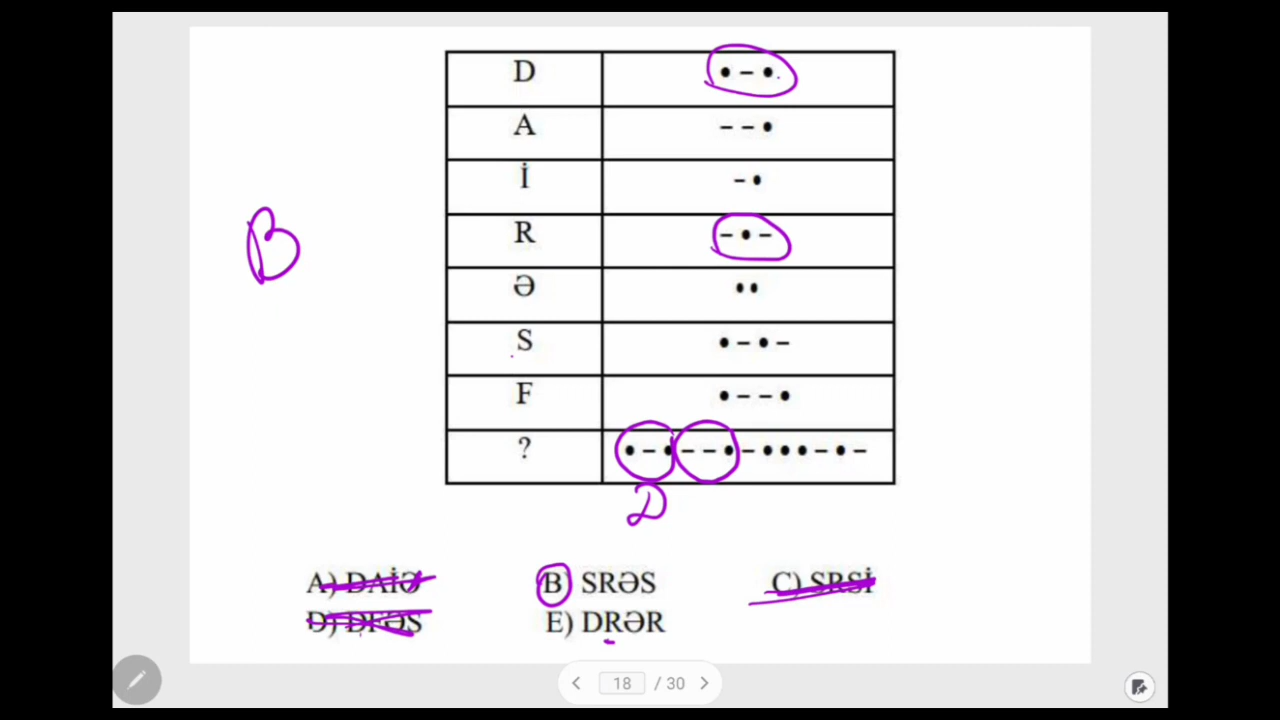 D •–•
A ––•
İ –•
R –•–
Ə ••
S •–•–
F •––•
? •–•––•–•••–•–
B
D
A) DAİƏ B) SRƏS C) SRSİ
D) DFƏS E) DRƏR
18 / 30